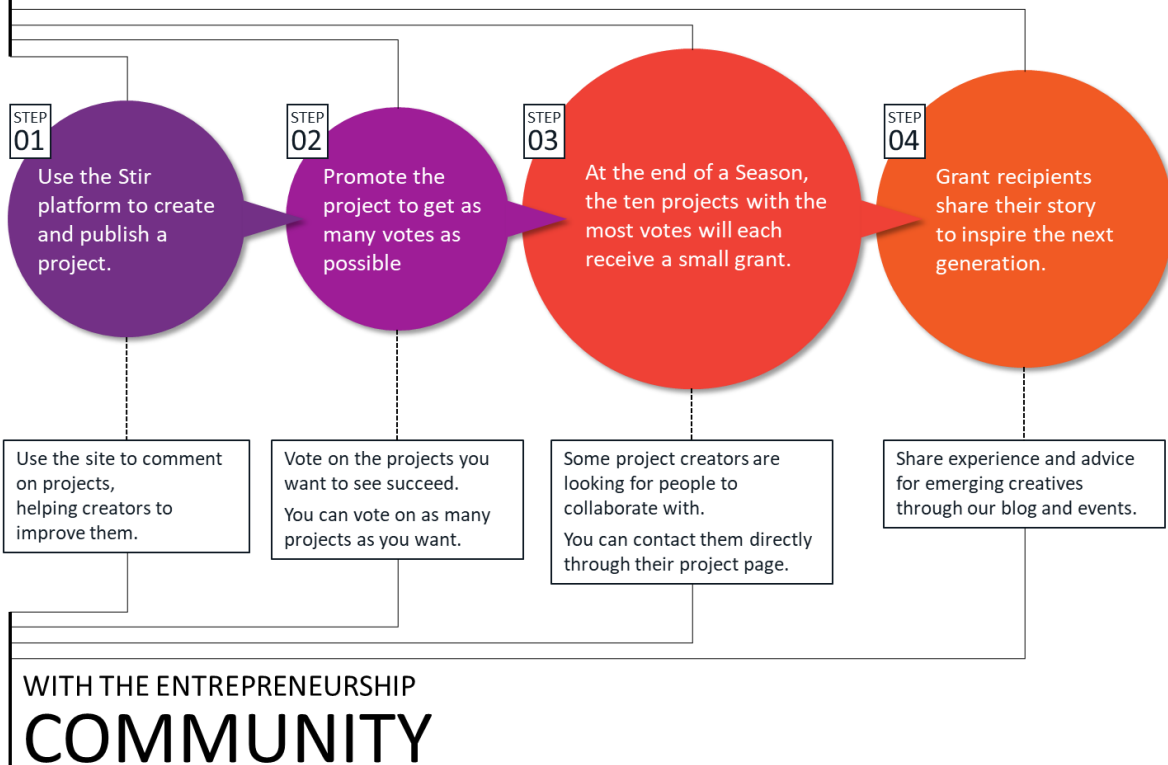 STEP
01
Use the Stir
platform to create
and publish a
project.
STEP
02
Promote the
project to get as
many votes as
possible
STEP
03
At the end of a Season,
the ten projects with the
most votes will each
receive a small grant.
STEP
04
Grant recipients
share their story
to inspire the next
generation.
Use the site to comment
on projects,
helping creators to
improve them.
Vote on the projects you
want to see succeed.
You can vote on as many
projects as you want.
Some project creators are
looking for people to
collaborate with.
You can contact them directly
through their project page.
Share experience and advice
for emerging creatives
through our blog and events.
WITH THE ENTREPRENEURSHIP
COMMUNITY